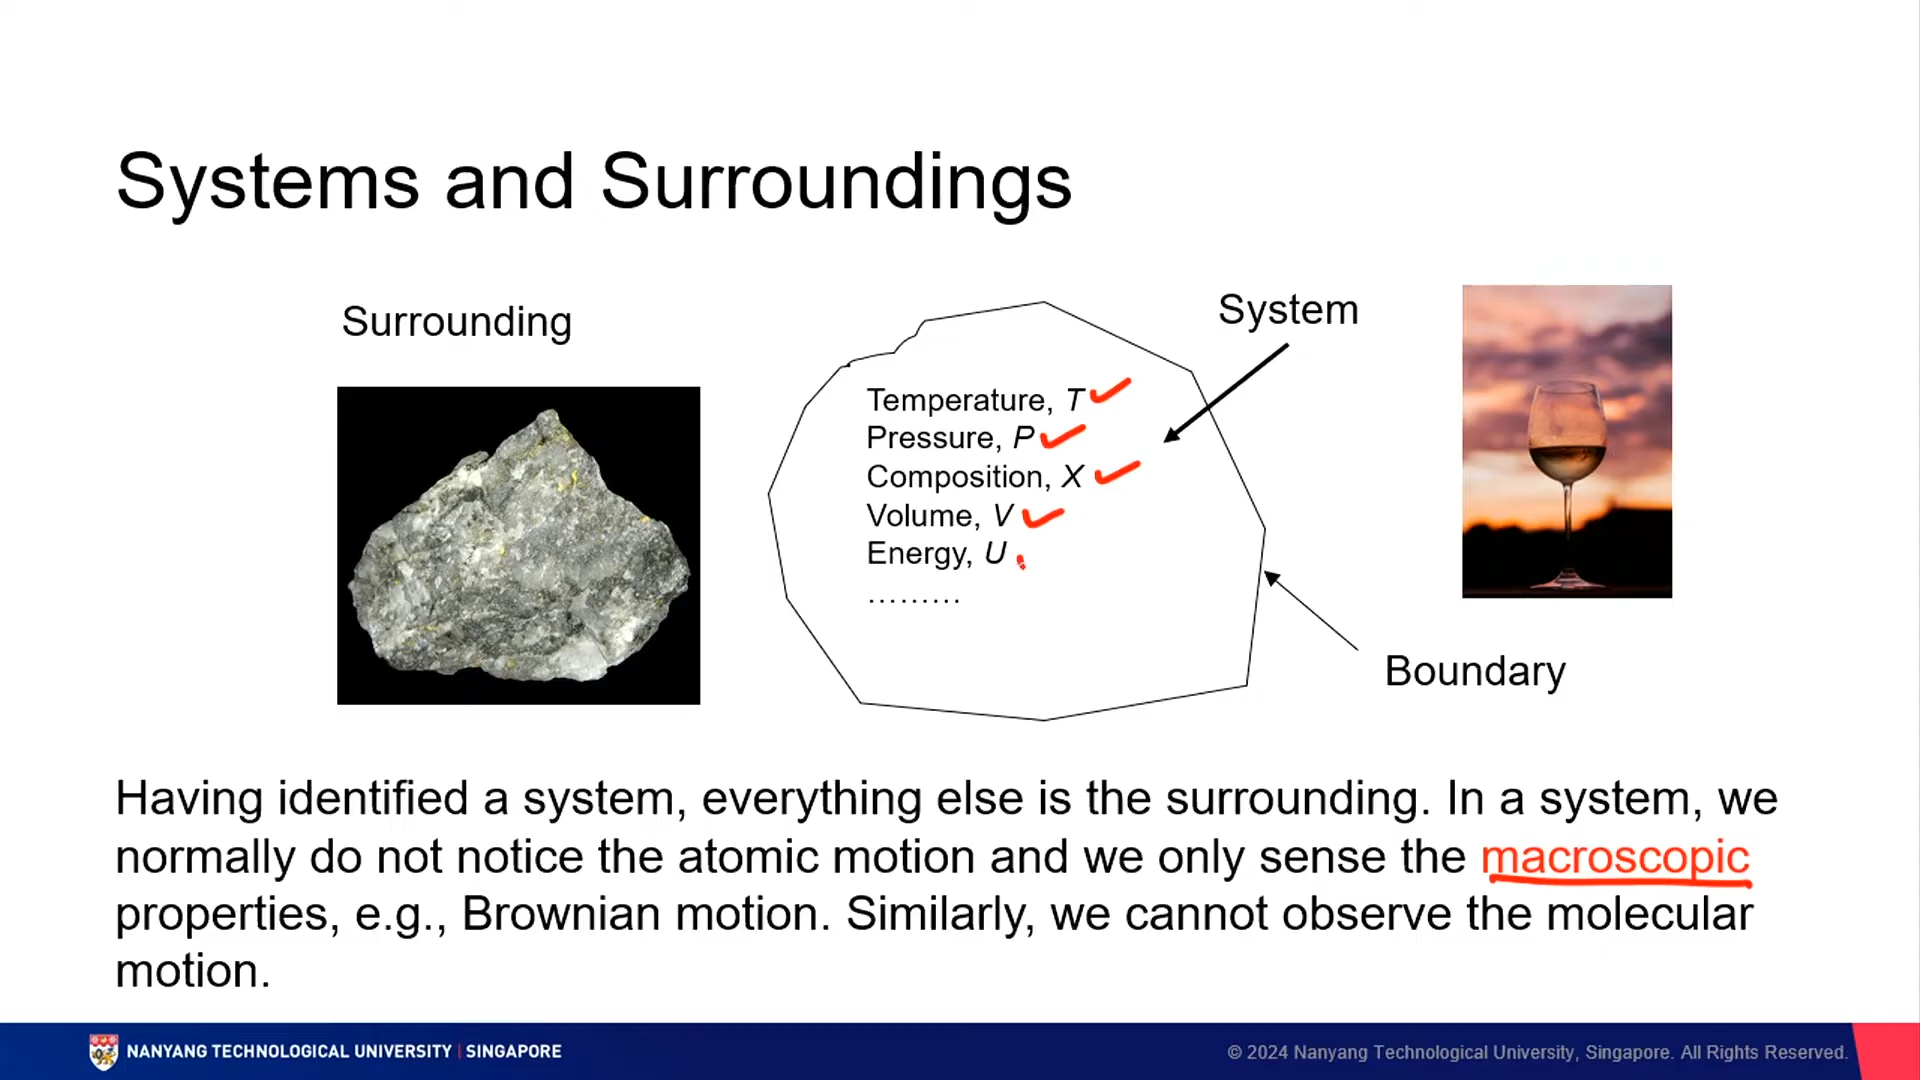 Systems and Surroundings
Surrounding
System
Temperature, T
Pressure, P
Composition, X
Volume, V
Energy, U
.........
Boundary
Having identified a system, everything else is the surrounding. In a system, we
normally do not notice the atomic motion and we only sense the macroscopic
properties, e.g., Brownian motion. Similarly, we cannot observe the molecular
motion.
NANYANG TECHNOLOGICAL UNIVERSITY | SINGAPORE
© 2024 Nanyang Technological University, Singapore. All Rights Reserved.